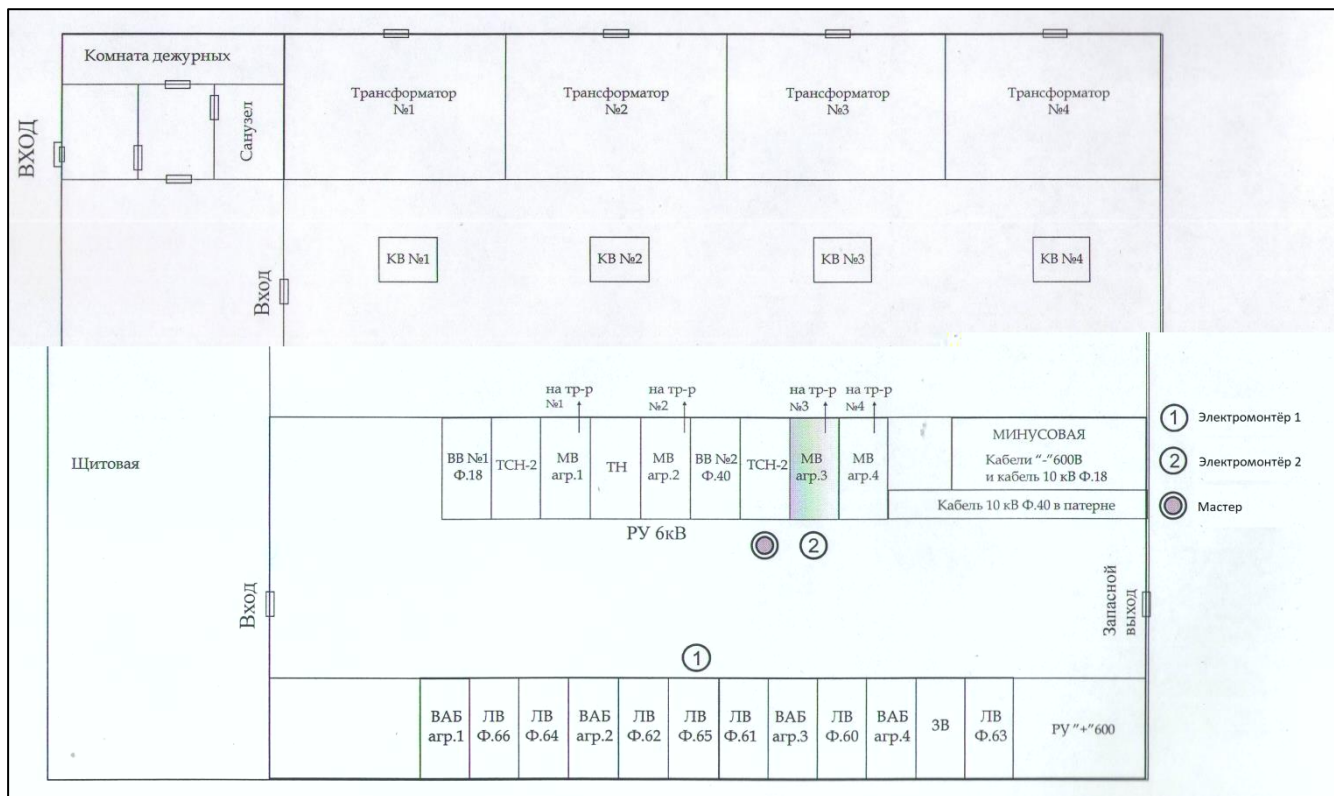 Комната дежурных
ВХОД
Санузел
Трансформатор
№1
Трансформатор
№2
Трансформатор
№3
Трансформатор
№4
Вход
КВ №1
КВ №2
КВ №3
КВ №4
на тр-р
№1
на тр-р
№2
на тр-р
№3
на тр-р
№4
Щитовая
ВВ №1
Ф.18
ТСН-2
МВ
агр.1
ТН
МВ
агр.2
ВВ №2
Ф.40
ТСН-2
МВ
агр.3
МВ
агр.4
МИНУСОВАЯ
Кабели "-"600В
и кабель 10 кВ Ф.18
Кабель 10 кВ Ф.40 в патерне
РУ 6кВ
2
1 Электромонтёр 1
2 Электромонтёр 2
Мастер
Вход
Запасной
выход
1
ВАБ
агр.1
ЛВ
Ф.66
ЛВ
Ф.64
ВАБ
агр.2
ЛВ
Ф.62
ЛВ
Ф.65
ЛВ
Ф.61
ВАБ
агр.3
ЛВ
Ф.60
ВАБ
агр.4
ЗВ
ЛВ
Ф.63
РУ "+"600